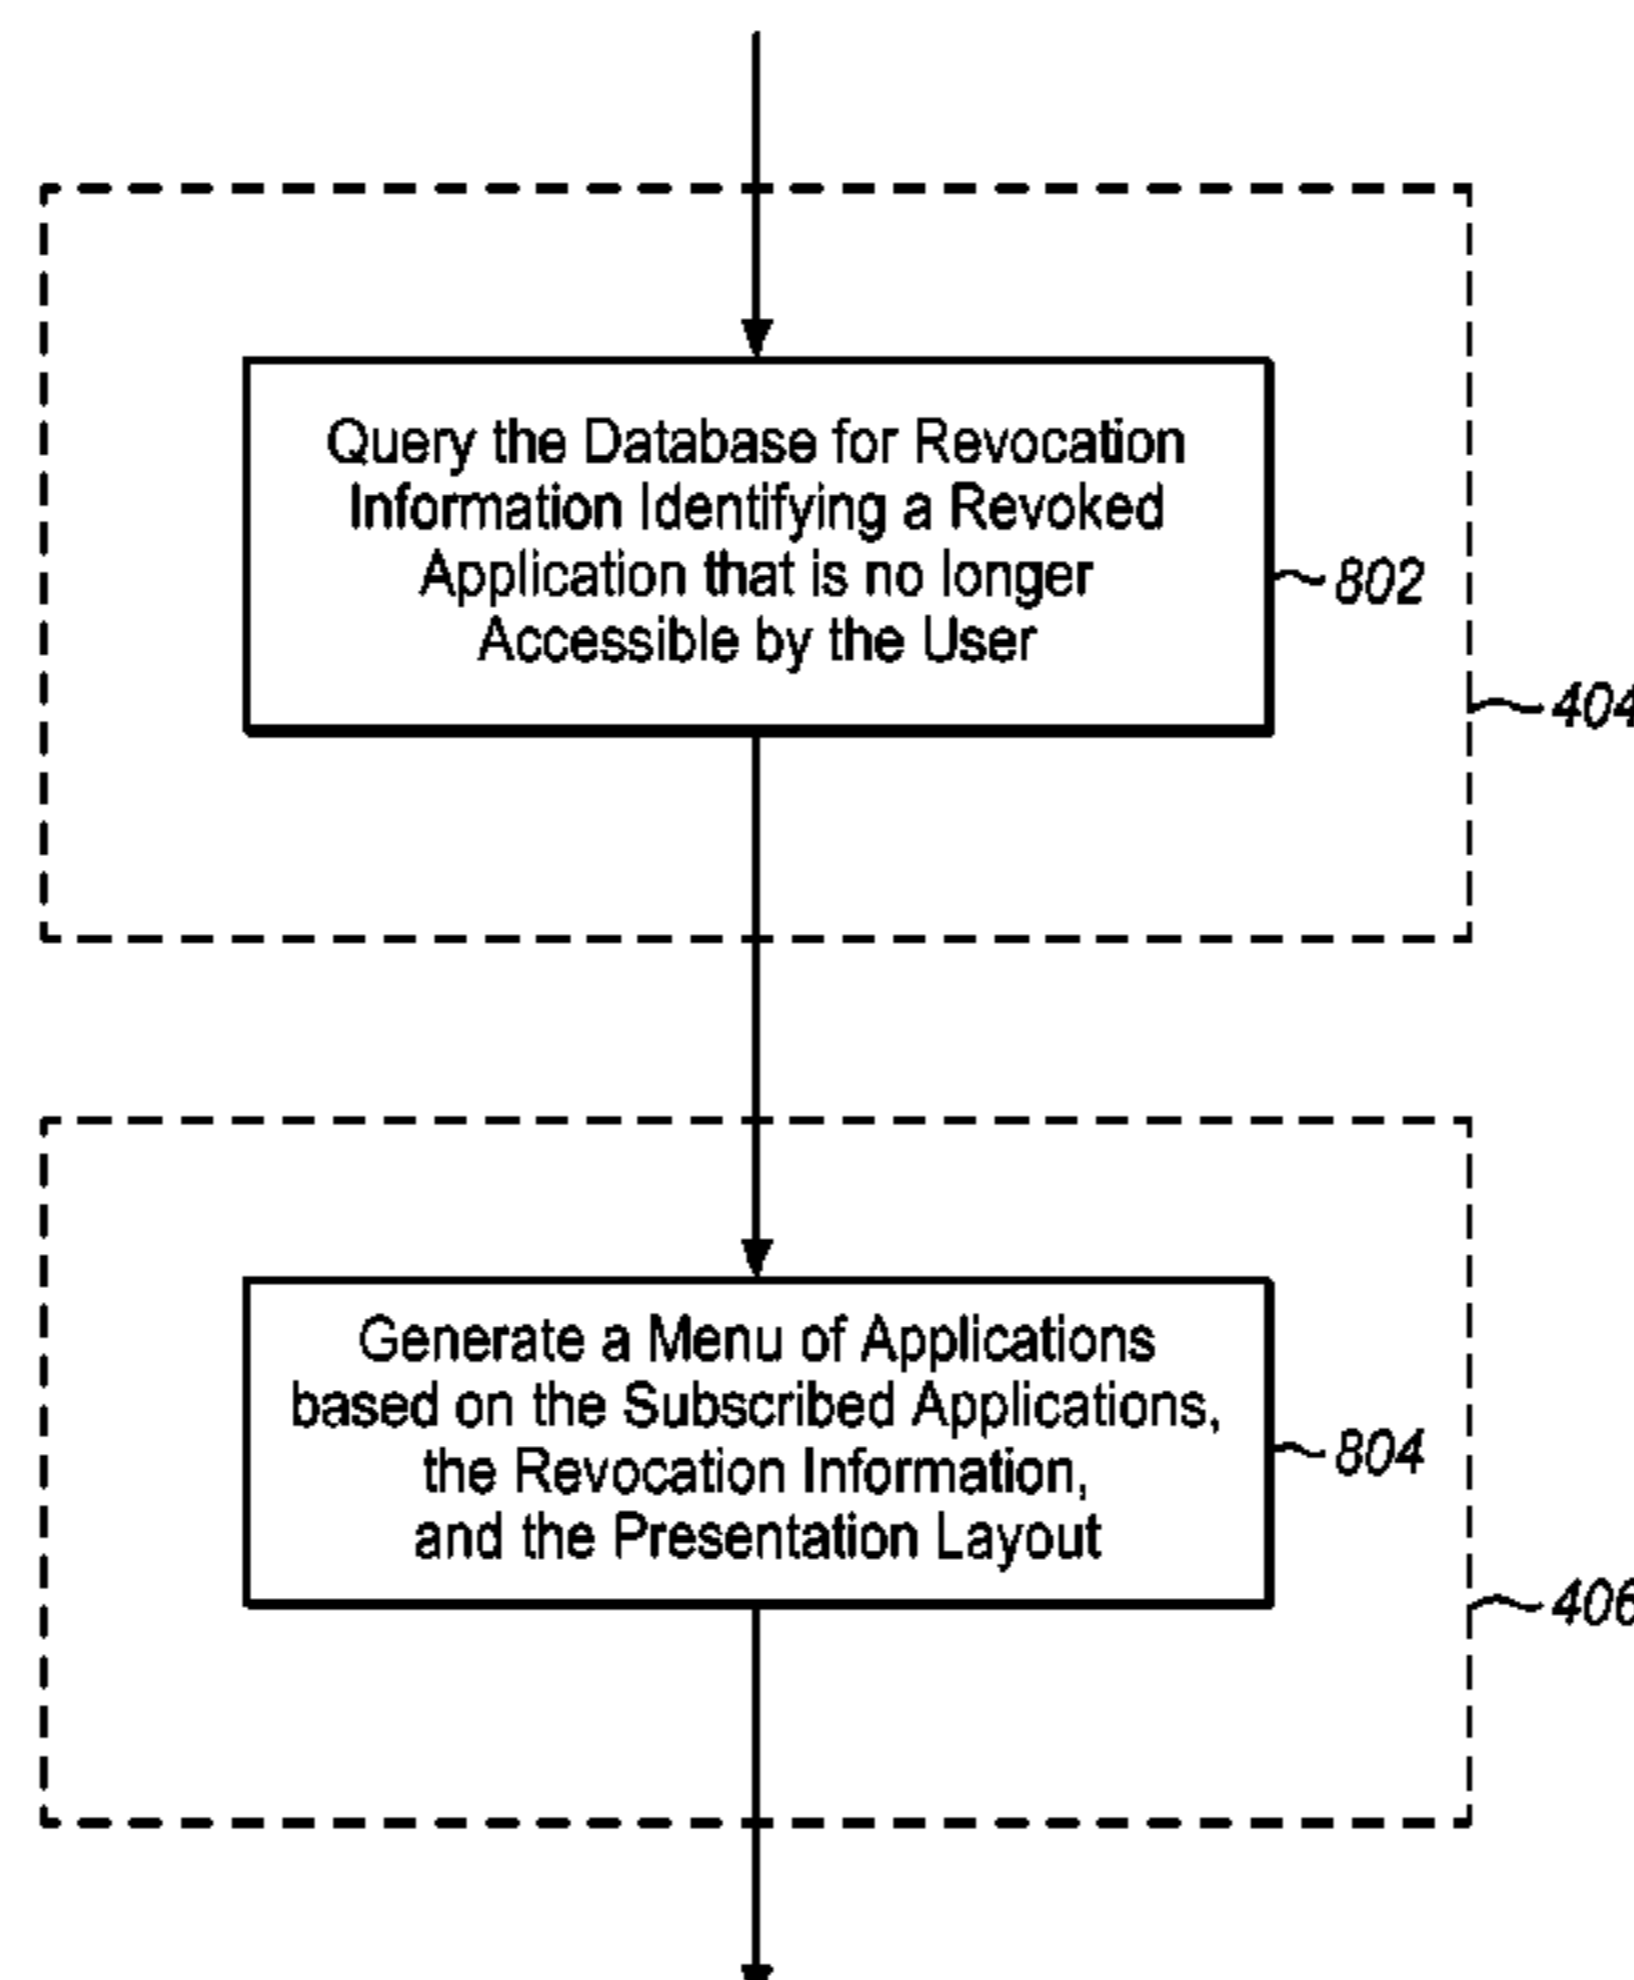 Query the Database for Revocation
Information Identifying a Revoked
Application that is no longer
Accessible by the User
802
404
Generate a Menu of Applications
based on the Subscribed Applications,
the Revocation Information,
and the Presentation Layout
804
406